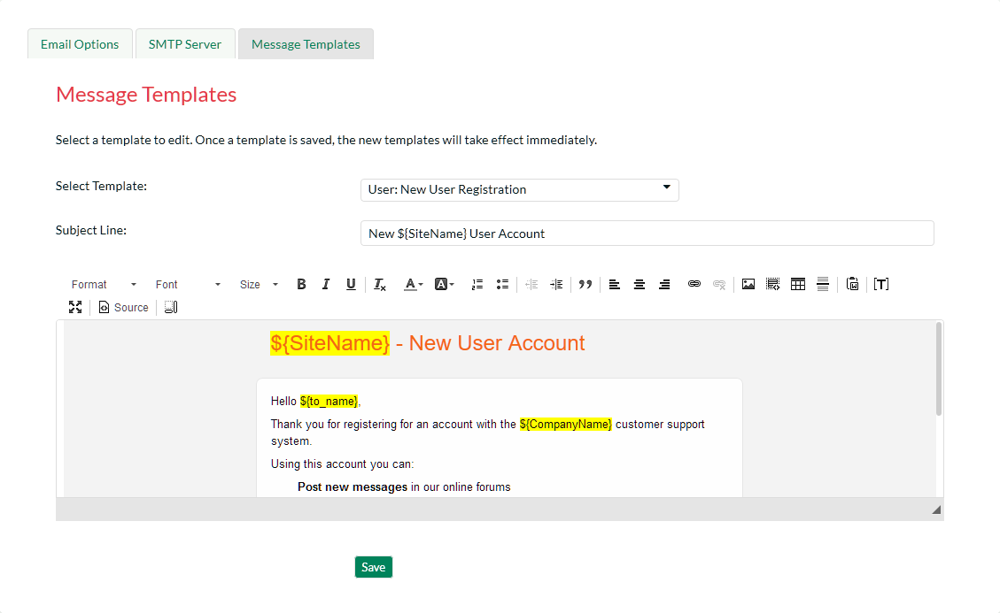 Email Options SMTP Server Message Templates
Message Templates
Select a template to edit. Once a template is saved, the new templates will take effect immediately.
Select Template: User: New User Registration
Subject Line: New ${SiteName} User Account
Format Font Size B I U Tx A A [T]
Source
${SiteName} - New User Account
Hello ${to_name},
Thank you for registering for an account with the ${CompanyName} customer support
system.
Using this account you can:
Post new messages in our online forums
Save